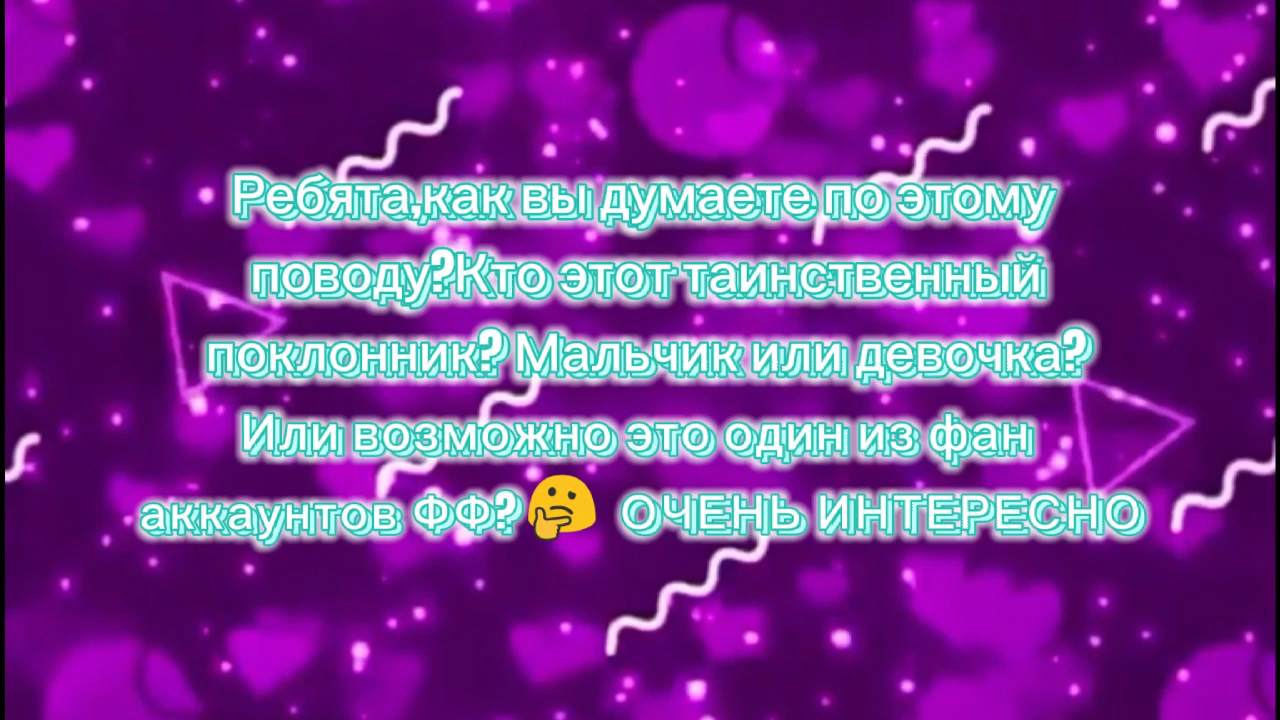 Ребята,как вы думаете по этому
поводу?Кто этот таинственный
поклонник? Мальчик или девочка?
Или возможно это один из фан
аккаунтов ФФ?🤔 ОЧЕНЬ ИНТЕРЕСНО